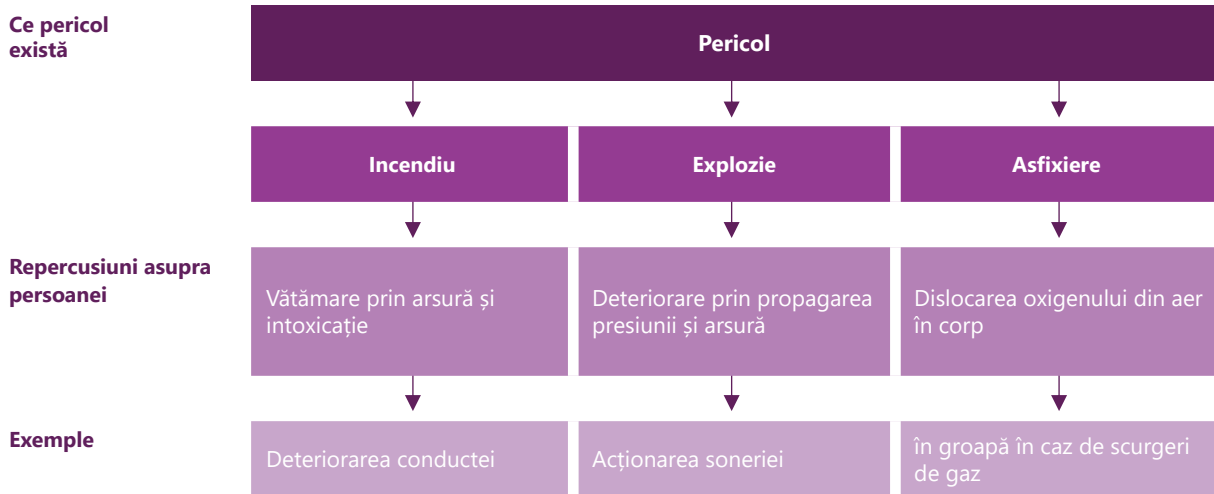 Ce pericol
există
Pericol
Incendiu
Explozie
Asfixiere
Repercusiuni asupra
persoanei
Vătămare prin arsură și
intoxicație
Deteriorare prin propagarea
presiunii și arsură
Dislocarea oxigenului din aer
în corp
Exemple
Deteriorarea conductei
Acționarea soneriei
în groapă în caz de scurgeri
de gaz